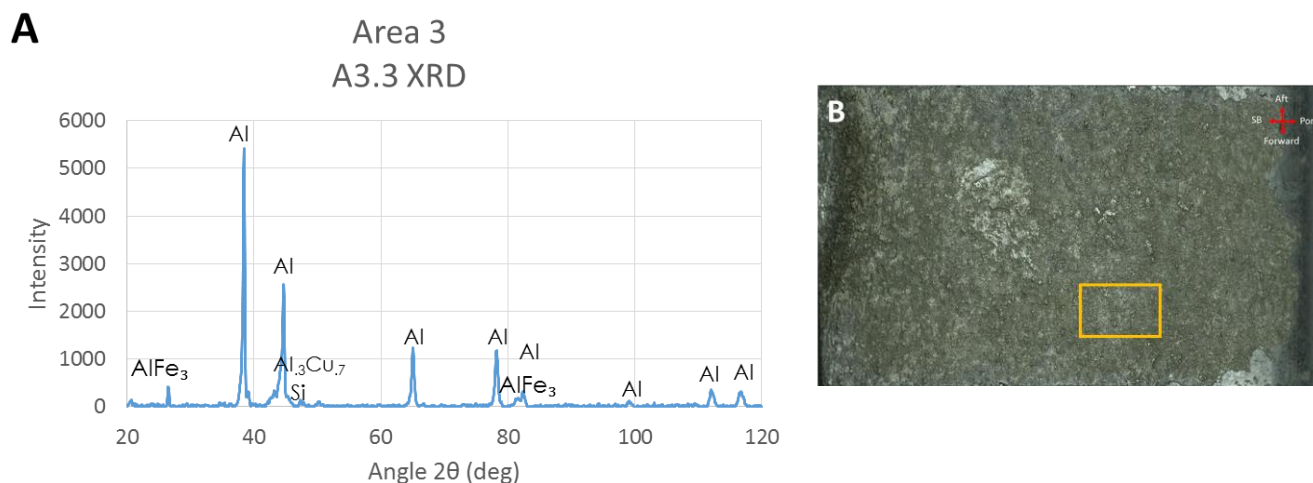 A
Area 3
A3.3 XRD
Intensity
6000
5000
4000
3000
2000
1000
0
Al
Al
AlFe₃
Al.₃Cu.₇
Si
Al
Al
Al
AlFe₃
Al
Al
Al
20 40 60 80 100 120
Angle 2θ (deg)
B
Aft
SB
Forward